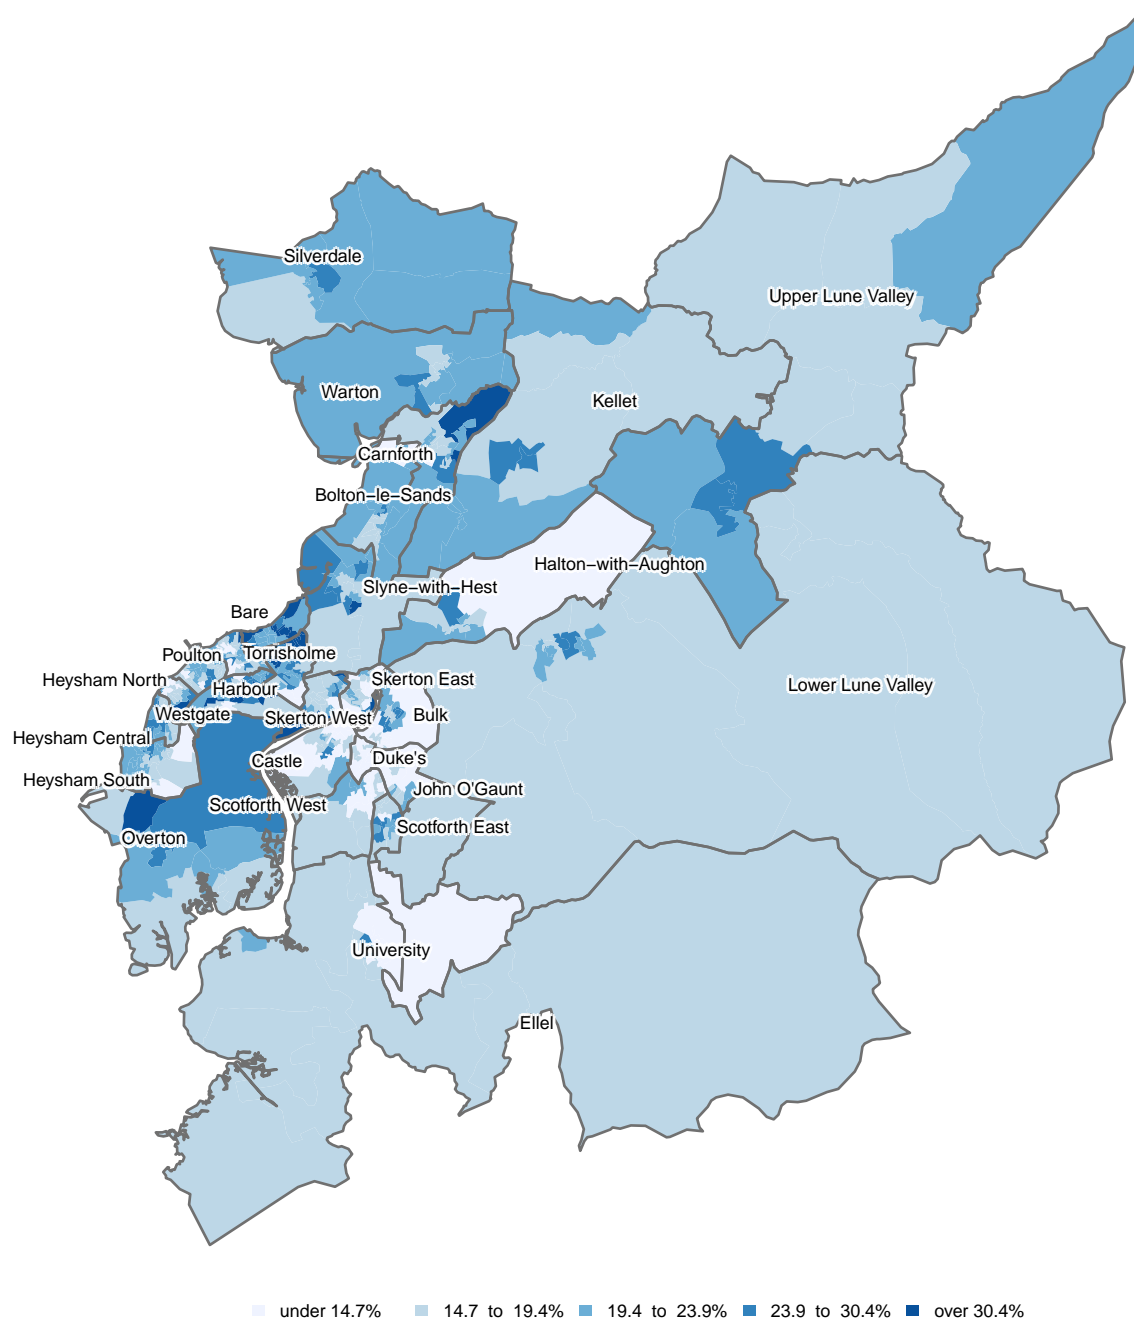 Silverdale
Upper Lune Valley
Warton
Kellet
Carnforth
Bolton−le−Sands
Halton−with−Aughton
Slyne−with−Hest
Bare
Poulton
Torrisholme
Heysham North
Harbour
Skerton East
Lower Lune Valley
Westgate
Skerton West
Bulk
Heysham Central
Castle
Duke's
Heysham South
John O'Gaunt
Scotforth West
Scotforth East
Overton
University
Ellel
under 14.7% 14.7 to 19.4% 19.4 to 23.9% 23.9 to 30.4% over 30.4%